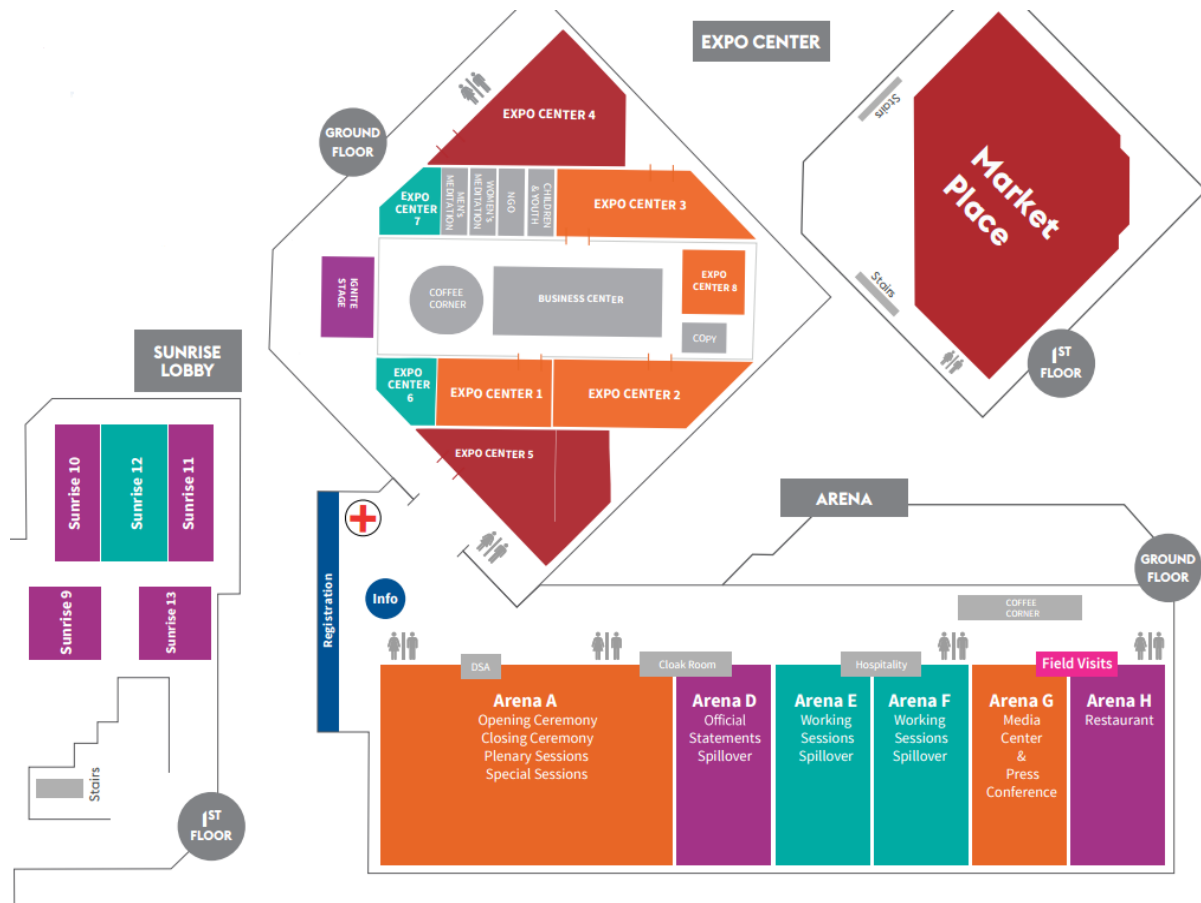 EXPO CENTER
GROUND
FLOOR
EXPO CENTER 4
EXPO
CENTER
7
MEN'S
MEDITATION
WOMEN'S
MEDITATION
NGO
CHILDREN
& YOUTH
EXPO CENTER 3
IGNITE
STAGE
COFFEE
CORNER
BUSINESS CENTER
EXPO
CENTER 8
COPY
EXPO
CENTER
6
EXPO CENTER 1
EXPO CENTER 2
EXPO CENTER 5
Stairs
Market
Place
Stairs
1ST
FLOOR
SUNRISE
LOBBY
Sunrise 10
Sunrise 12
Sunrise 11
Sunrise 9
Sunrise 13
Stairs
1ST
FLOOR
Registration
Info
ARENA
GROUND
FLOOR
COFFEE
CORNER
DSA
Cloak Room
Hospitality
Field Visits
Arena A
Opening Ceremony
Closing Ceremony
Plenary Sessions
Special Sessions
Arena D
Official
Statements
Spillover
Arena E
Working
Sessions
Spillover
Arena F
Working
Sessions
Spillover
Arena G
Media
Center
&
Press
Conference
Arena H
Restaurant